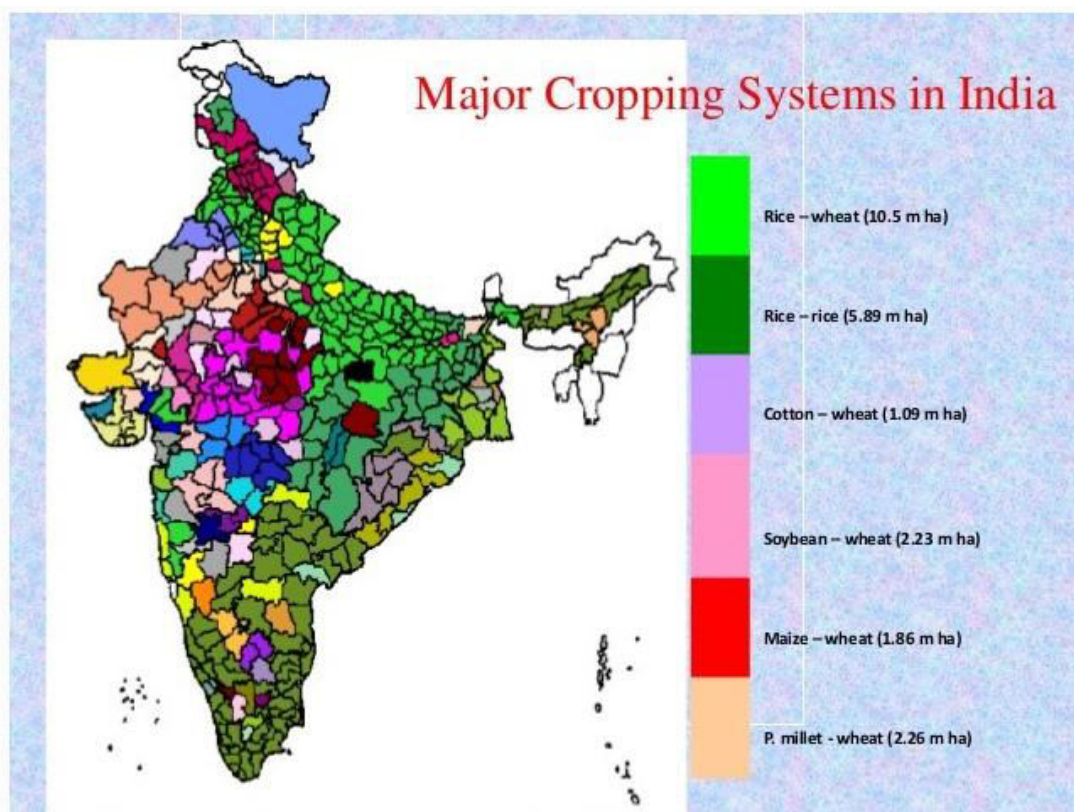 Major Cropping Systems in India
Rice – wheat (10.5 m ha)
Rice – rice (5.89 m ha)
Cotton – wheat (1.09 m ha)
Soybean – wheat (2.23 m ha)
Maize – wheat (1.86 m ha)
P. millet - wheat (2.26 m ha)